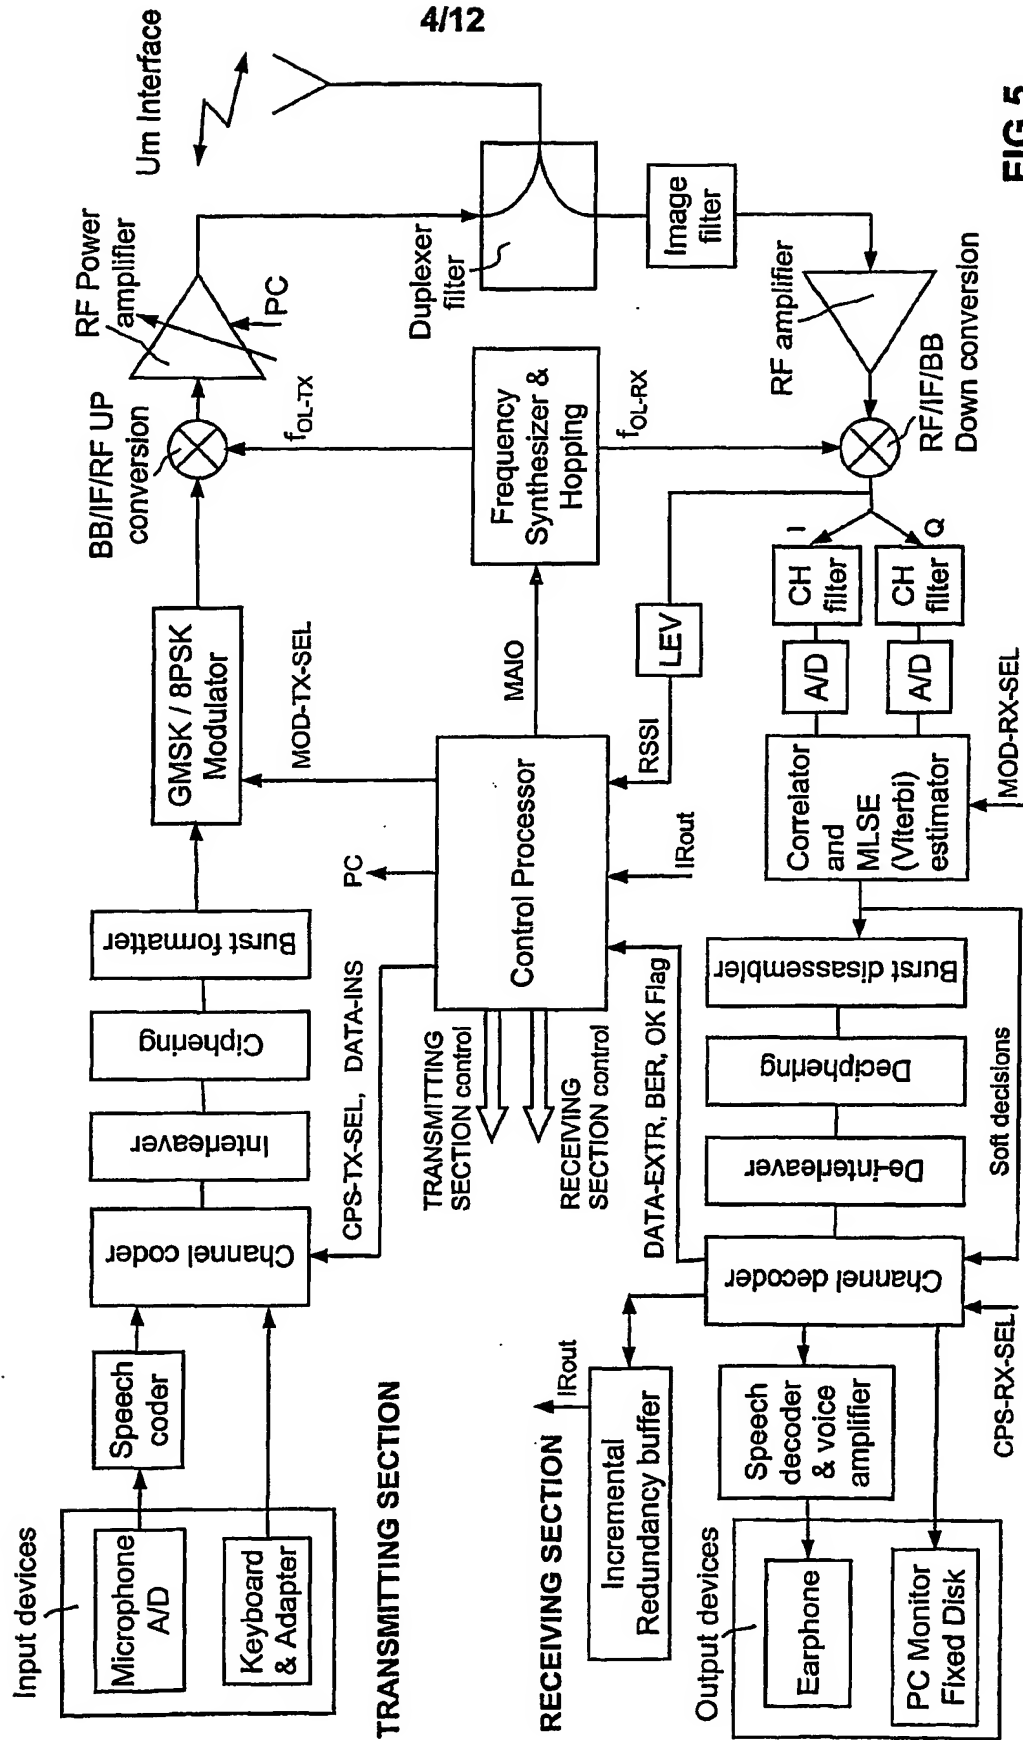 4/12
Um Interface
RF Power
amplifier
PC
BB/IF/RF UP
conversion
GMSK / 8PSK
Modulator
Burst formatter
Ciphering
Interleaver
Channel coder
Speech
coder
Input devices
Microphone
A/D
Keyboard
& Adapter
TRANSMITTING SECTION
Duplexer
filter
Image
filter
Frequency
Synthesizer &
Hopping
fOL-TX
fOL-RX
MAIO
MOD-TX-SEL
PC
CPS-TX-SEL, DATA-INS
Control Processor
TRANSMITTING
SECTION control
RECEIVING
SECTION control
RSSI
LEV
IRout
DATA-EXTR, BER, OK Flag
RF amplifier
RF/IF/BB
Down conversion
I
Q
CH
filter
CH
filter
A/D
A/D
Correlator
and
MLSE
(Viterbi)
estimator
MOD-RX-SEL
Burst disassembler
Deciphering
De-interleaver
Channel decoder
Soft decisions
CPS-RX-SEL
IRout
Incremental
Redundancy buffer
RECEIVING SECTION
Speech
decoder
& voice
amplifier
Output devices
Earphone
PC Monitor
Fixed Disk
FIG.5